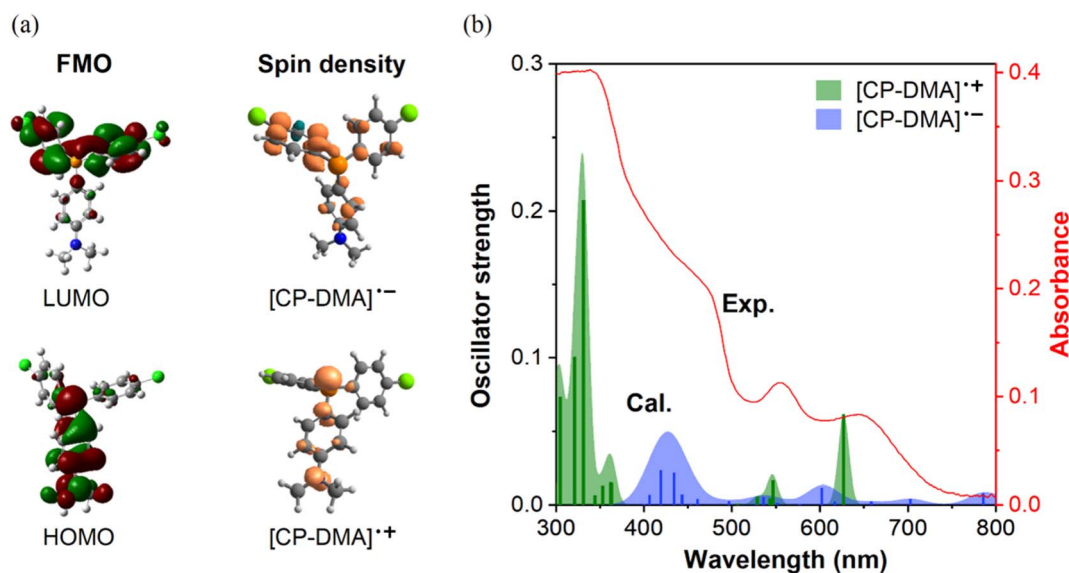 (a)
FMO
Spin density
LUMO
[CP-DMA]•−
HOMO
[CP-DMA]•+
(b)
0.3
0.2
0.1
0.0
Oscillator strength
[CP-DMA]•+
[CP-DMA]•−
Exp.
Cal.
0.4
0.3
0.2
0.1
0.0
Absorbance
300
400
500
600
700
800
Wavelength (nm)